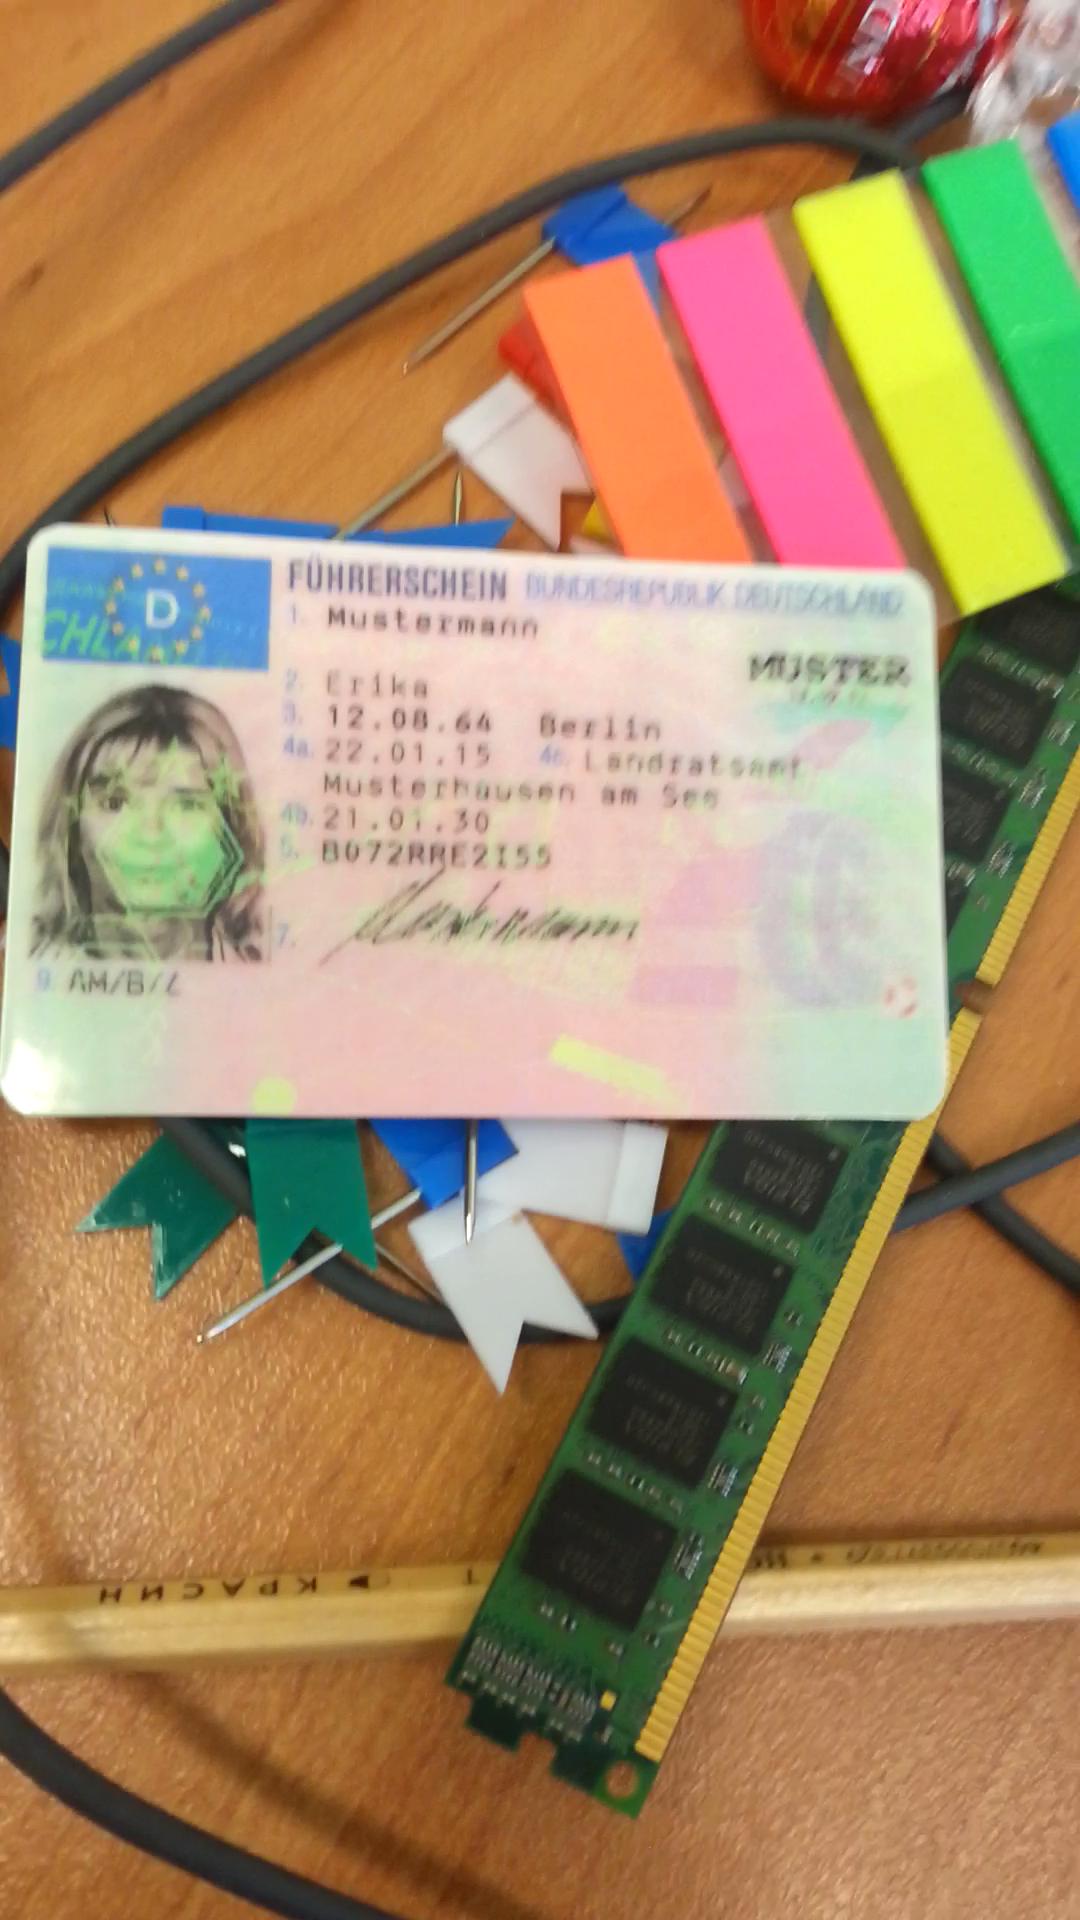 FÜHRERSCHEIN BUNDESREPUBLIK DEUTSCHLAND
D
1. Mustermann
MUSTER
2. Erika
3. 12.08.64 Berlin
4a. 22.01.15 4c. Landratsamt
Musterhausen am See
4b. 21.01.30
5. B072RRE2I55
7. Mustermann
9. AM/B/L
КРАСИН